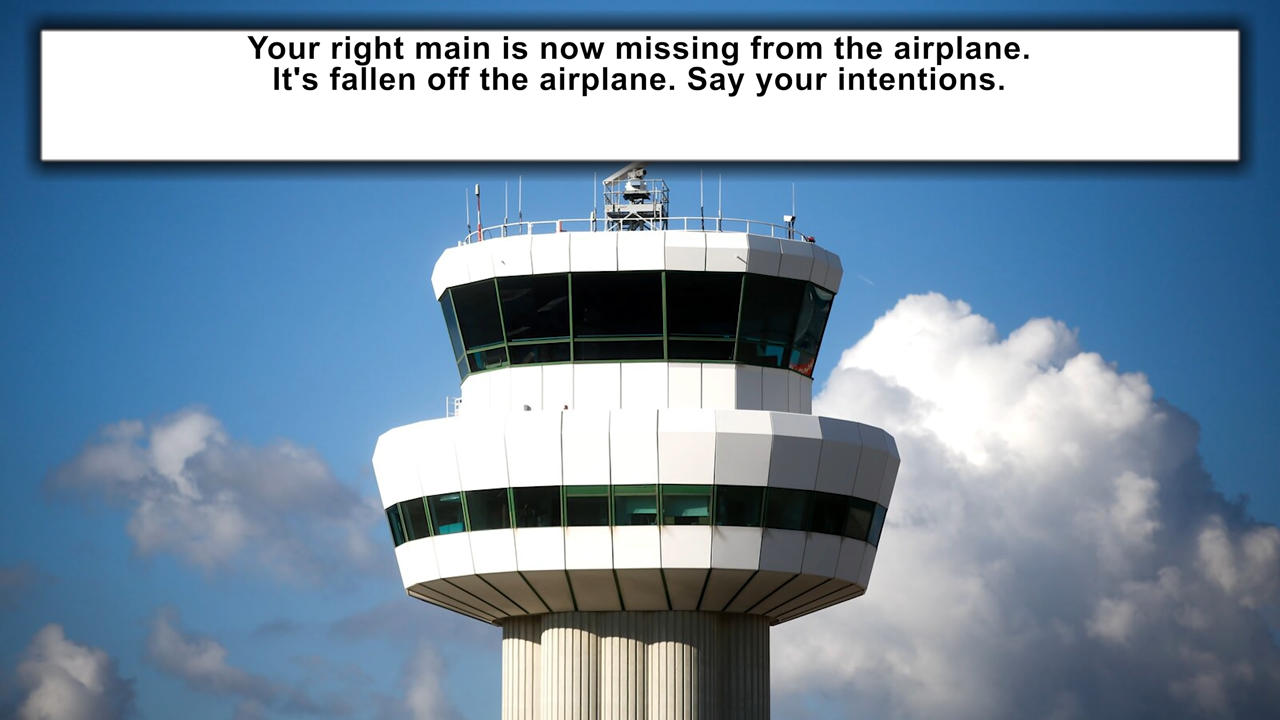 Your right main is now missing from the airplane.
It's fallen off the airplane. Say your intentions.